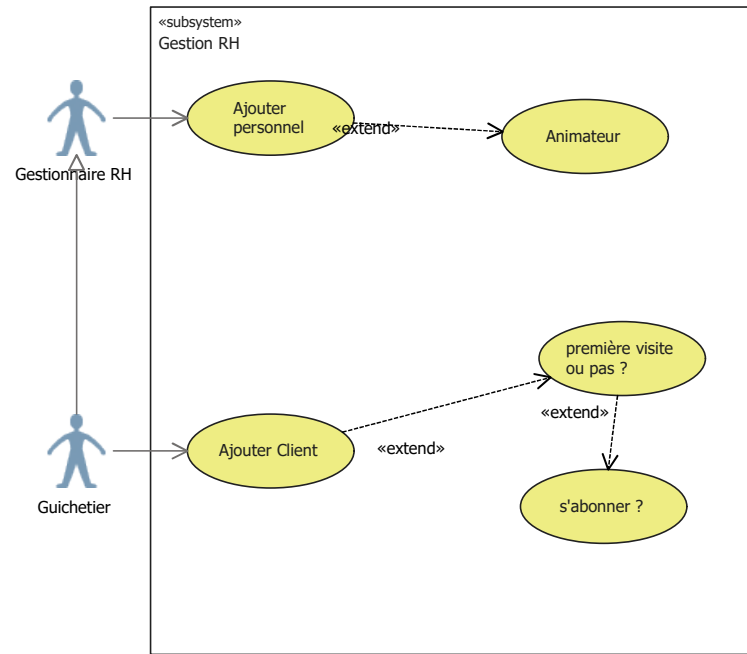 «subsystem»
Gestion RH
Ajouter
personnel
«extend»
Animateur
Gestionnaire RH
première visite
ou pas ?
«extend»
Ajouter Client
«extend»
Guichetier
s'abonner ?